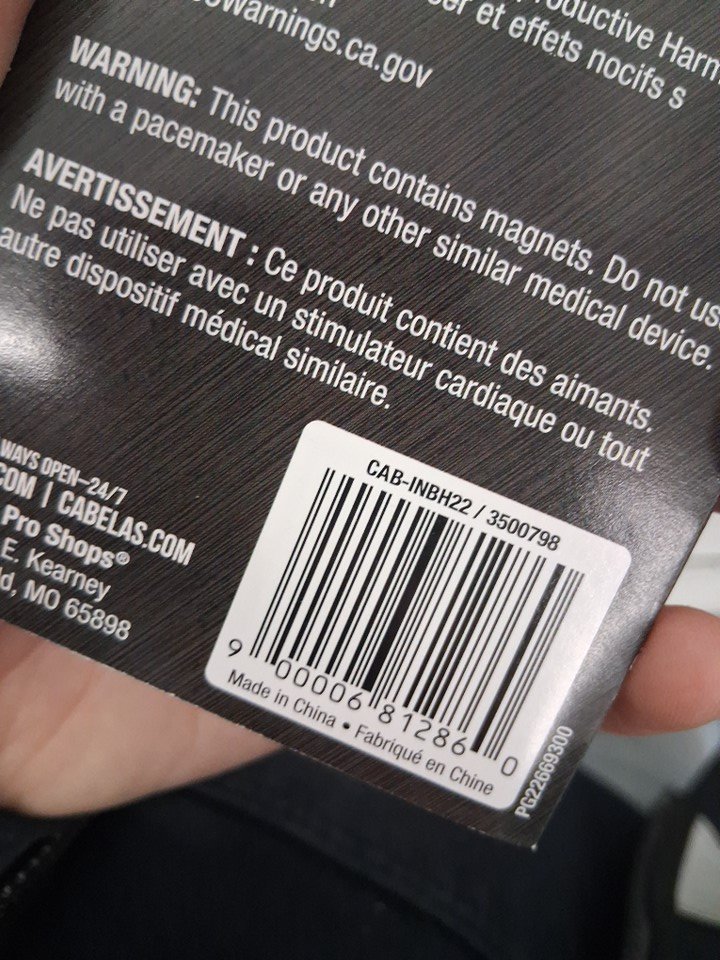 oductive Harm
er et effets nocifs s
Warnings.ca.gov
WARNING: This product contains magnets. Do not us
with a pacemaker or any other similar medical device.
AVERTISSEMENT : Ce produit contient des aimants.
Ne pas utiliser avec un stimulateur cardiaque ou tout
autre dispositif médical similaire.
WAYS OPEN—24/7
COM | CABELAS.COM
Pro Shops®
E. Kearney
d, MO 65898
CAB-INBH22 / 3500798
9 00006 81286 0
Made in China • Fabriqué en Chine
PG22669300